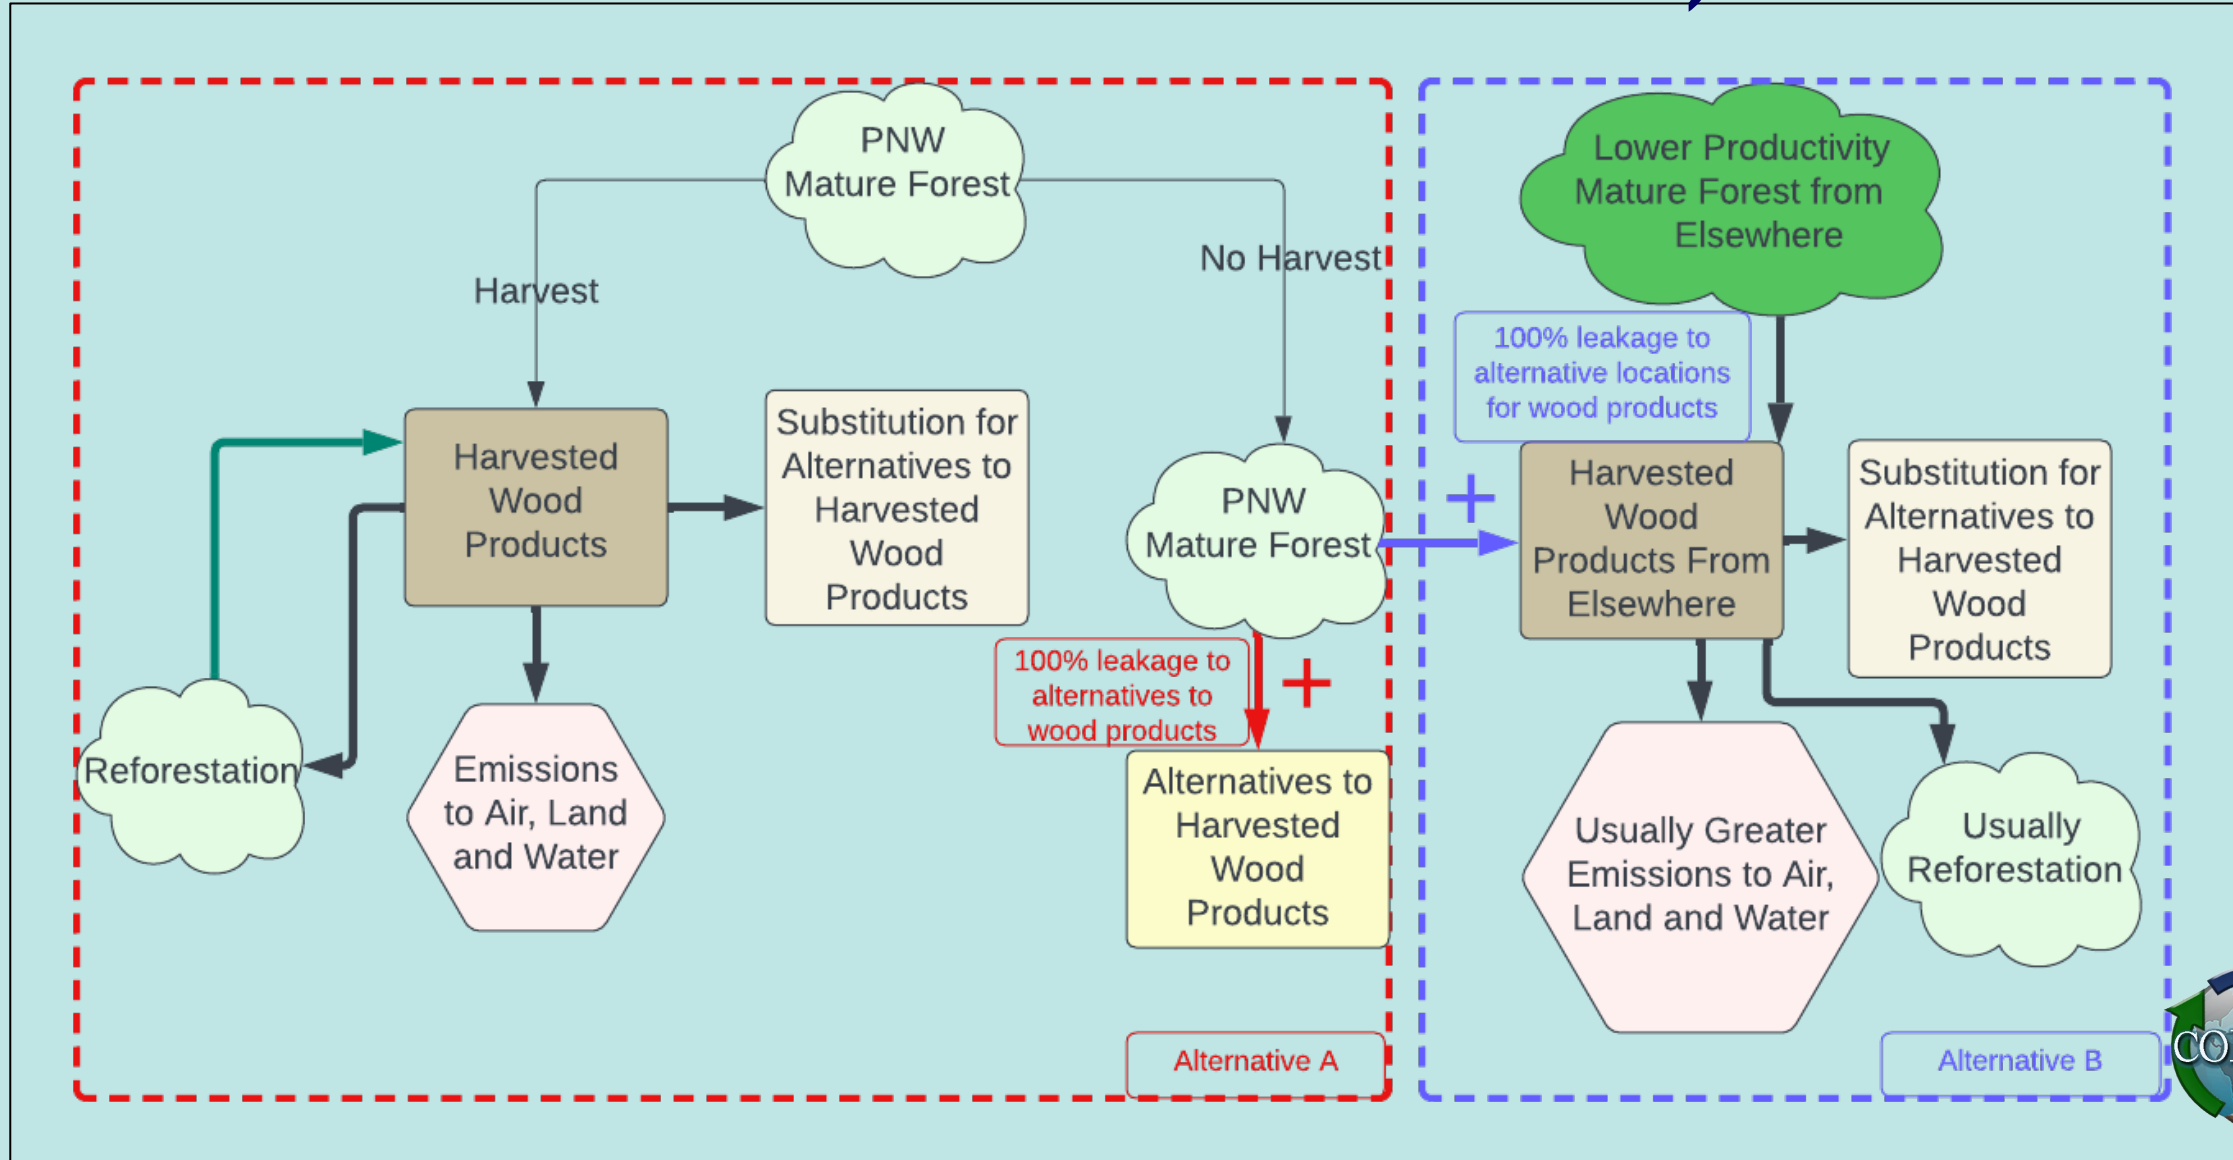 PNW
Mature Forest
Harvest
No Harvest
Harvested
Wood
Products
Substitution for
Alternatives to
Harvested
Wood
Products
Reforestation
Emissions
to Air, Land
and Water
PNW
Mature Forest
100% leakage to
alternatives to
wood products
+
Alternatives to
Harvested
Wood
Products
Alternative A
Lower Productivity
Mature Forest from
Elsewhere
100% leakage to
alternative locations
for wood products
+
Harvested
Wood
Products From
Elsewhere
Substitution for
Alternatives to
Harvested
Wood
Products
Usually Greater
Emissions to Air,
Land and Water
Usually
Reforestation
Alternative B